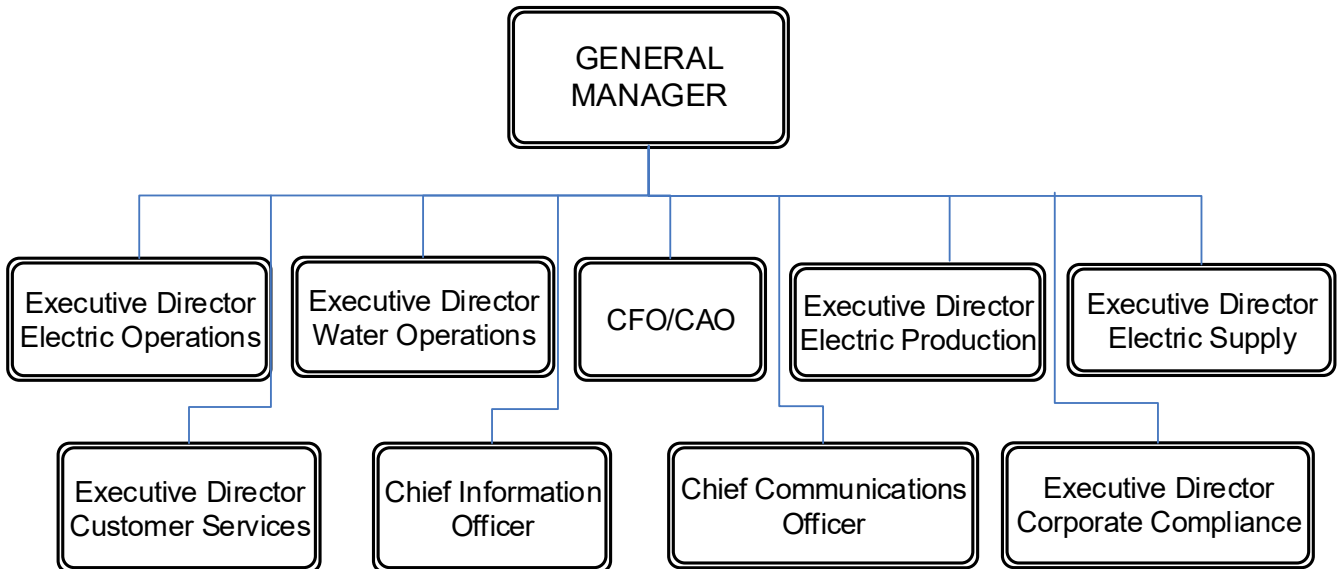 GENERAL
MANAGER
Executive Director
Electric Operations
Executive Director
Water Operations
CFO/CAO
Executive Director
Electric Production
Executive Director
Electric Supply
Executive Director
Customer Services
Chief Information
Officer
Chief Communications
Officer
Executive Director
Corporate Compliance